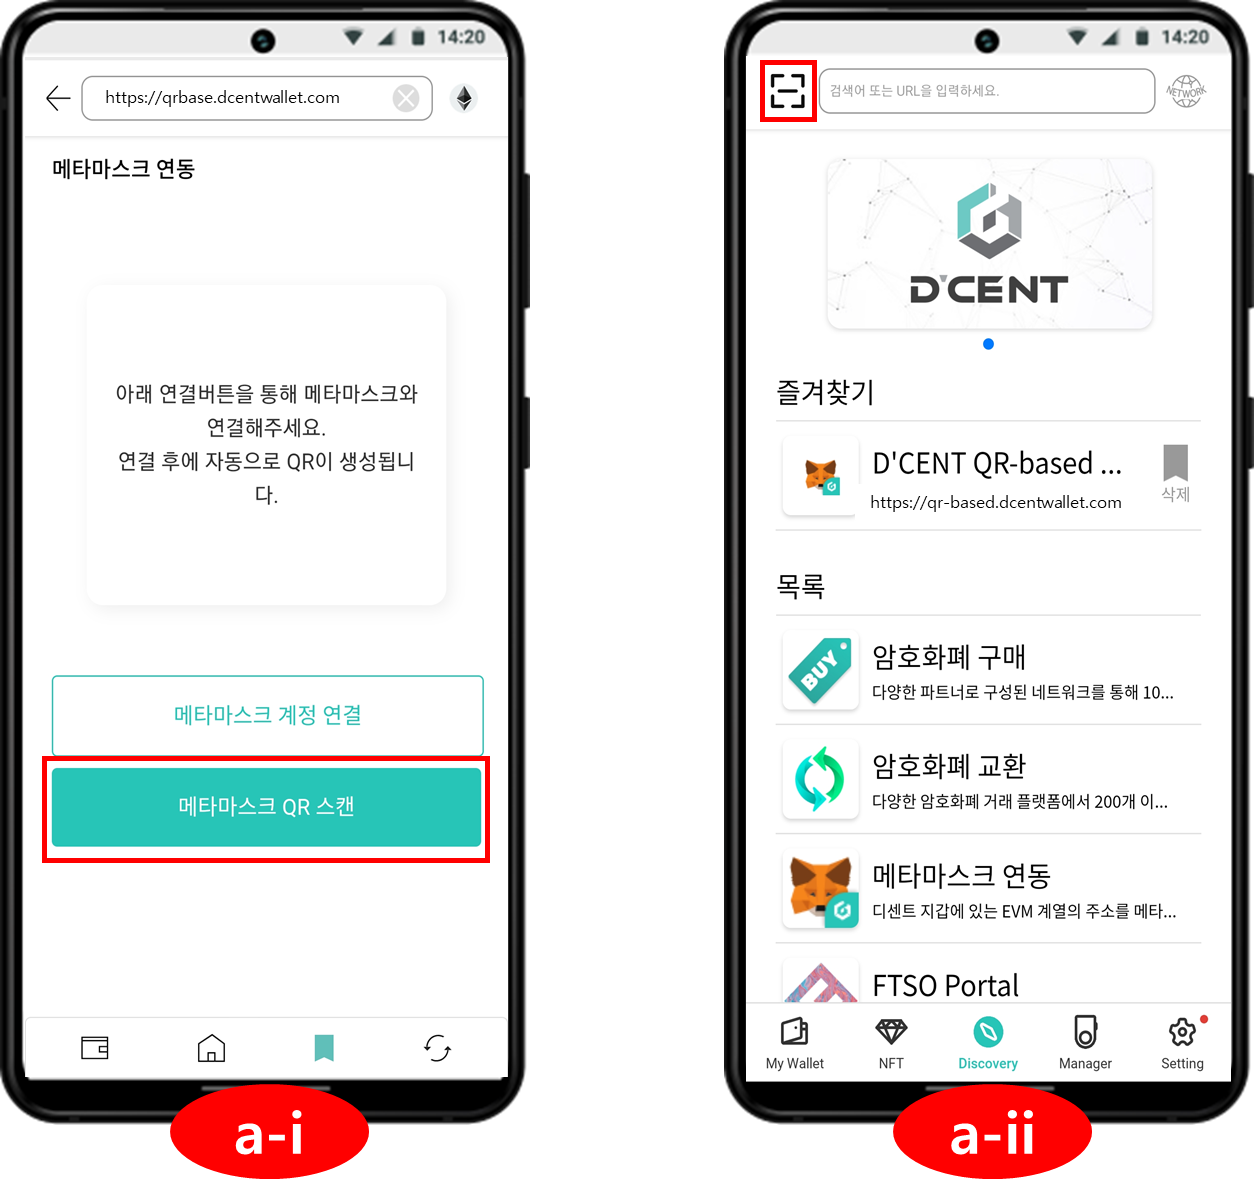 14:20
https://qrbase.dcentwallet.com
메타마스크 연동
아래 연결버튼을 통해 메타마스크와
연결해주세요.
연결 후에 자동으로 QR이 생성됩니
다.
메타마스크 계정 연결
메타마스크 QR 스캔
a-i
14:20
검색어 또는 URL을 입력하세요.
NETWORK
D'CENT
즐겨찾기
D'CENT QR-based ...
https://qr-based.dcentwallet.com
삭제
목록
BUY
암호화폐 구매
다양한 파트너로 구성된 네트워크를 통해 10...
암호화폐 교환
다양한 암호화폐 거래 플랫폼에서 200개 이...
메타마스크 연동
디센트 지갑에 있는 EVM 계열의 주소를 메타...
FTSO Portal
My Wallet
NFT
Discovery
Manager
Setting
a-ii